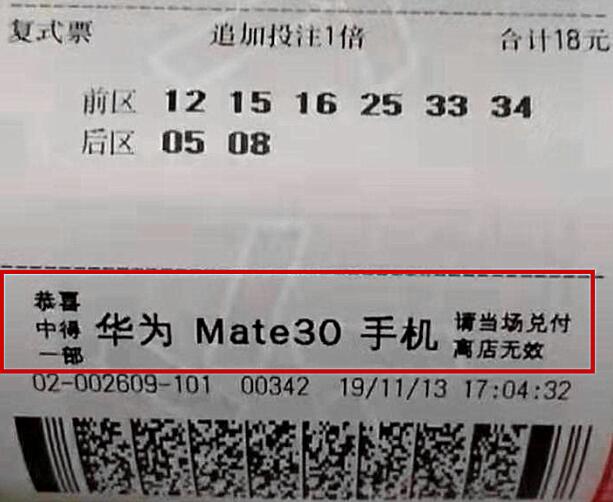 复式票 追加投注1倍 合计18元
前区 12 15 16 25 33 34
后区 05 08
恭喜
中得
一部
华为 Mate30 手机
请当场兑付
离店无效
02-002609-101 00342 19/11/13 17:04:32